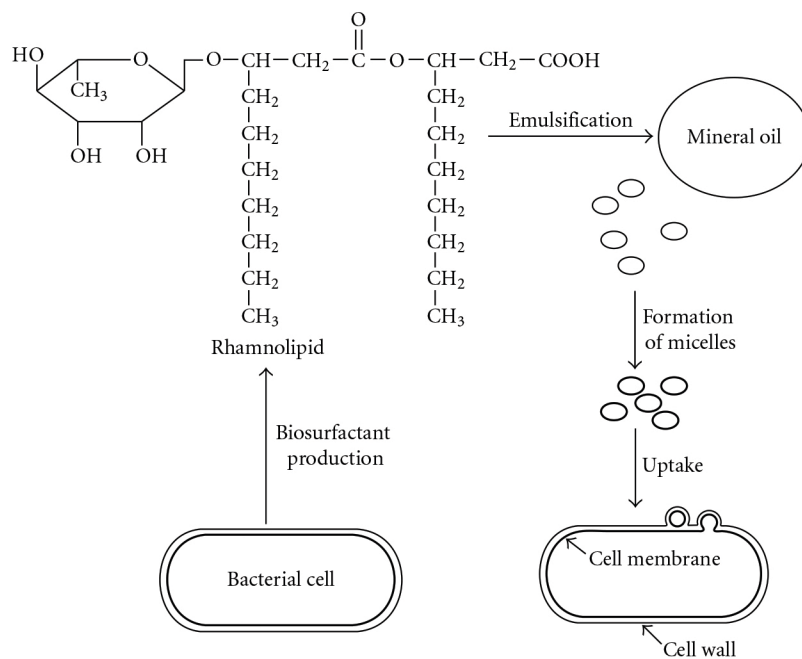 O
HO
O
O–CH–CH₂–C–O–CH–CH₂–COOH
CH₃
CH₂ CH₂
CH₂ CH₂
OH OH
CH₂ CH₂
CH₂ CH₂
CH₂ CH₂
CH₂ CH₂
CH₃ CH₃
Rhamnolipid
Emulsification
Mineral oil
Formation
of micelles
Uptake
Biosurfactant
production
Bacterial cell
Cell membrane
Cell wall